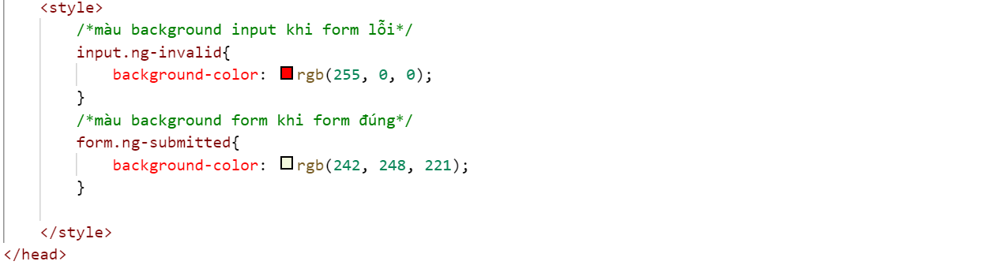 <style>
/*màu background input khi form lỗi*/
input.ng-invalid{
background-color: rgb(255, 0, 0);
}
/*màu background form khi form đúng*/
form.ng-submitted{
background-color: rgb(242, 248, 221);
}
</style>
</head>